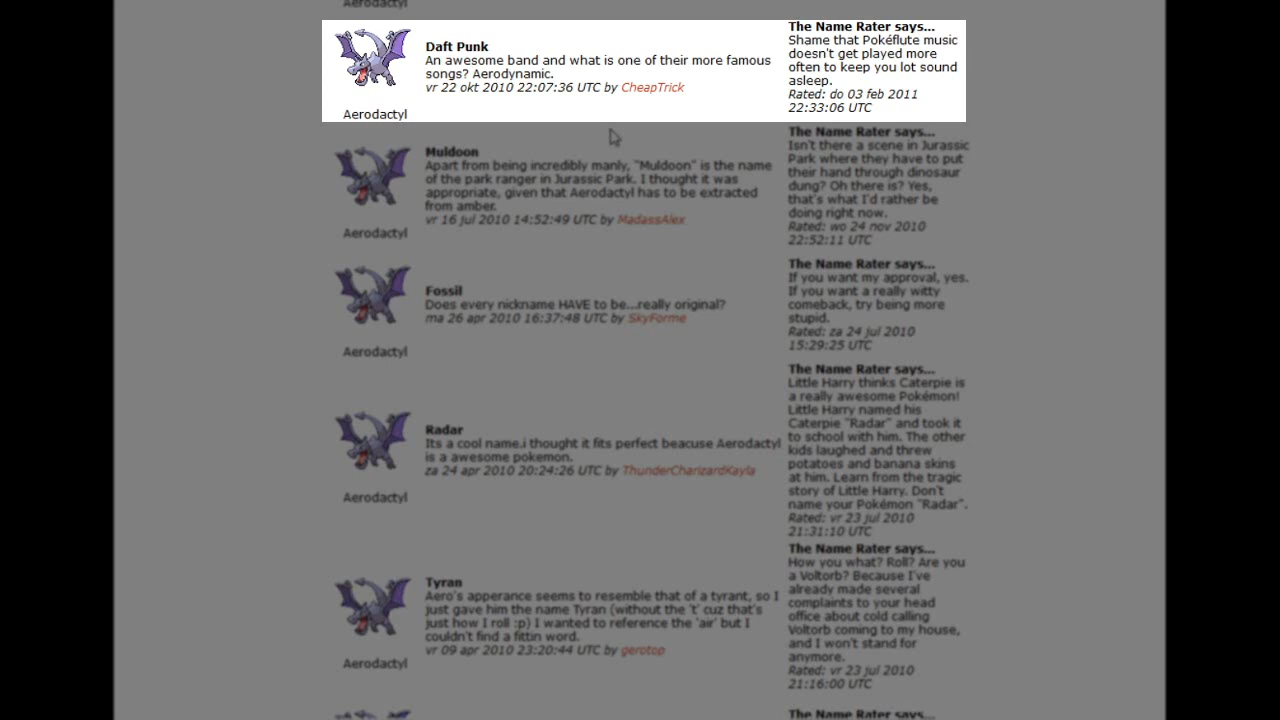 Aerodactyl
Daft Punk
An awesome band and what is one of their more famous
songs? Aerodynamic.
vr 22 okt 2010 22:07:36 UTC by CheapTrick
Aerodactyl
The Name Rater says...
Shame that Pokéflute music
doesn't get played more
often to keep you lot sound
asleep.
Rated: do 03 feb 2011
22:33:06 UTC
Muldoon
Apart from being incredibly manly, "Muldoon" is the name
of the park ranger in Jurassic Park. I thought it was
appropriate, given that Aerodactyl has to be extracted
from amber.
vr 16 jul 2010 14:52:49 UTC by MadassAlex
Aerodactyl
The Name Rater says...
Isn't there a scene in Jurassic
Park where they have to put
their hand through dinosaur
dung? Oh there is? Yes,
that's what I'd rather be
doing right now.
Rated: wo 24 nov 2010
22:52:11 UTC
Fossil
Does every nickname HAVE to be...really original?
ma 26 apr 2010 16:37:48 UTC by SkyForme
Aerodactyl
The Name Rater says...
If you want my approval, yes.
If you want a really witty
comeback, try being more
stupid.
Rated: za 24 jul 2010
15:29:25 UTC
Radar
Its a cool name.i thought it fits perfect beacuse Aerodactyl
is a awesome pokemon.
za 24 apr 2010 20:24:26 UTC by ThunderCharizardKayla
Aerodactyl
The Name Rater says...
Little Harry thinks Caterpie is
a really awesome Pokémon!
Little Harry named his
Caterpie "Radar" and took it
to school with him. The other
kids laughed and threw
potatoes and banana skins
at him. Learn from the tragic
story of Little Harry. Don't
name your Pokémon "Radar".
Rated: vr 23 jul 2010
21:31:10 UTC
Tyran
Aero's apperance seems to resemble that of a tyrant, so I
just gave him the name Tyran (without the 't' cuz that's
just how I roll :p) I wanted to reference the 'air' but I
couldn't find a fittin word.
vr 09 apr 2010 23:20:44 UTC by gerotop
Aerodactyl
The Name Rater says...
How you what? Roll? Are you
a Voltorb? Because I've
already made several
complaints to your head
office about cold calling
Voltorb coming to my house,
and I won't stand for
anymore.
Rated: vr 23 jul 2010
21:16:00 UTC
The Name Rater says...